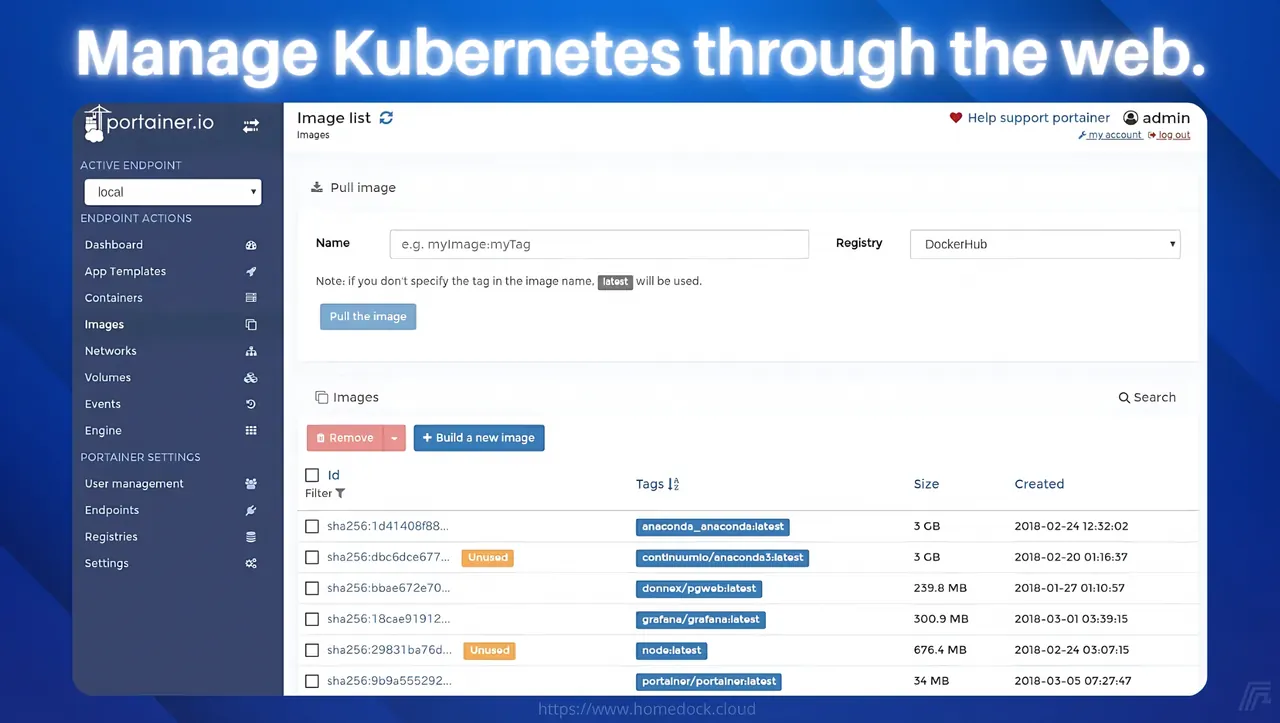 Manage Kubernetes through the web.
portainer.io
ACTIVE ENDPOINT
local
ENDPOINT ACTIONS
Dashboard
App Templates
Containers
Images
Networks
Volumes
Events
Engine
PORTAINER SETTINGS
User management
Endpoints
Registries
Settings
Image list
Images
Help support portainer admin
my account log out
Pull image
Name e.g. myImage:myTag Registry DockerHub
Note: if you don't specify the tag in the image name, latest will be used.
Pull the image
Images Search
Remove + Build a new image
Id
Filter Tags Size Created
sha256:1d41408f88... anaconda_anaconda:latest 3 GB 2018-02-24 12:32:02
sha256:dbc6dce677... Unused continuumio/anaconda3:latest 3 GB 2018-02-20 01:16:37
sha256:bbae672e70... donnex/pgweb:latest 239.8 MB 2018-01-27 01:10:57
sha256:18cae91912... grafana/grafana:latest 300.9 MB 2018-03-01 03:39:15
sha256:29831ba76d... Unused node:latest 676.4 MB 2018-02-24 03:07:15
sha256:9b9a555292... portainer/portainer:latest 34 MB 2018-03-05 07:27:47
https://www.homedock.cloud